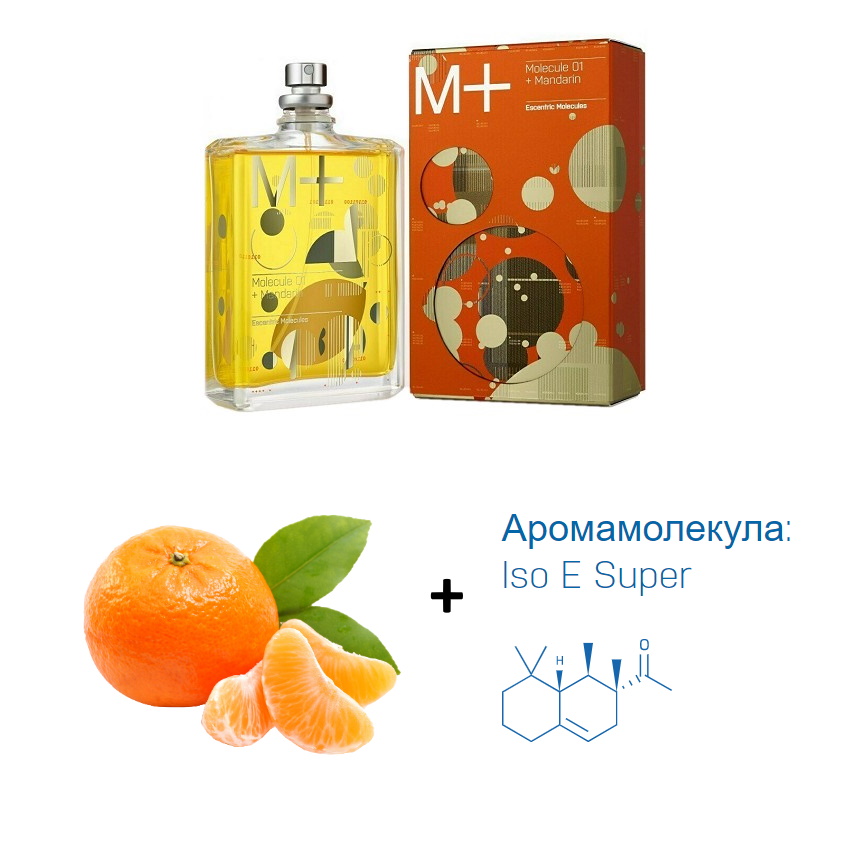 M+
Molecule 01
+ Mandarin
Escentric Molecules
M+
Molecule 01
+ Mandarin
Escentric Molecules
Аромамолекула:
+
Iso E Super
O
H